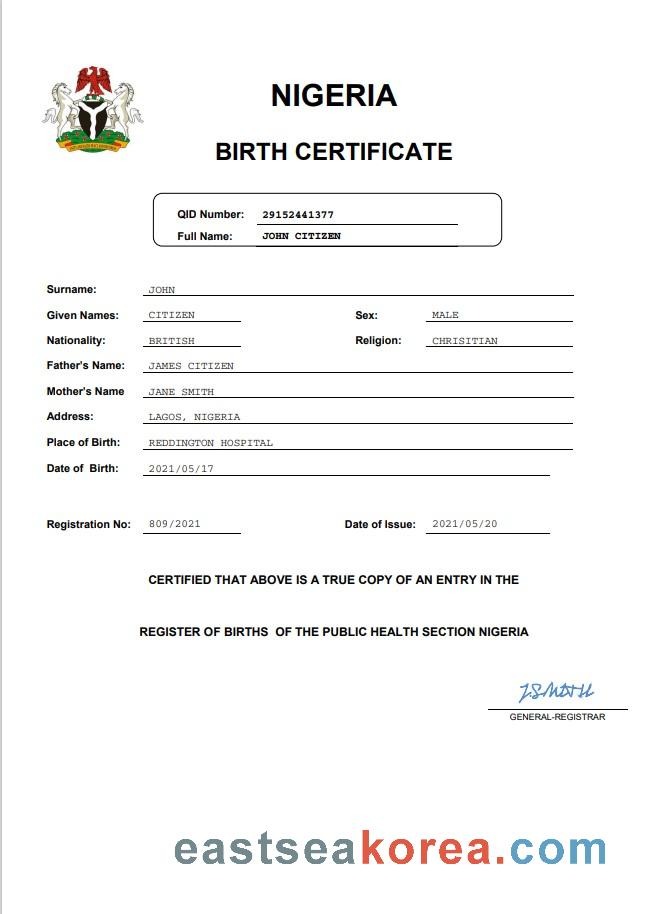 NIGERIA
BIRTH CERTIFICATE
QID Number: 29152441377
Full Name: JOHN CITIZEN
Surname: JOHN
Given Names: CITIZEN Sex: MALE
Nationality: BRITISH Religion: CHRISITIAN
Father's Name: JAMES CITIZEN
Mother's Name JANE SMITH
Address: LAGOS, NIGERIA
Place of Birth: REDDINGTON HOSPITAL
Date of Birth: 2021/05/17
Registration No: 809/2021 Date of Issue: 2021/05/20
CERTIFIED THAT ABOVE IS A TRUE COPY OF AN ENTRY IN THE
REGISTER OF BIRTHS OF THE PUBLIC HEALTH SECTION NIGERIA
J.SMITH
GENERAL-REGISTRAR
eastseakorea.com